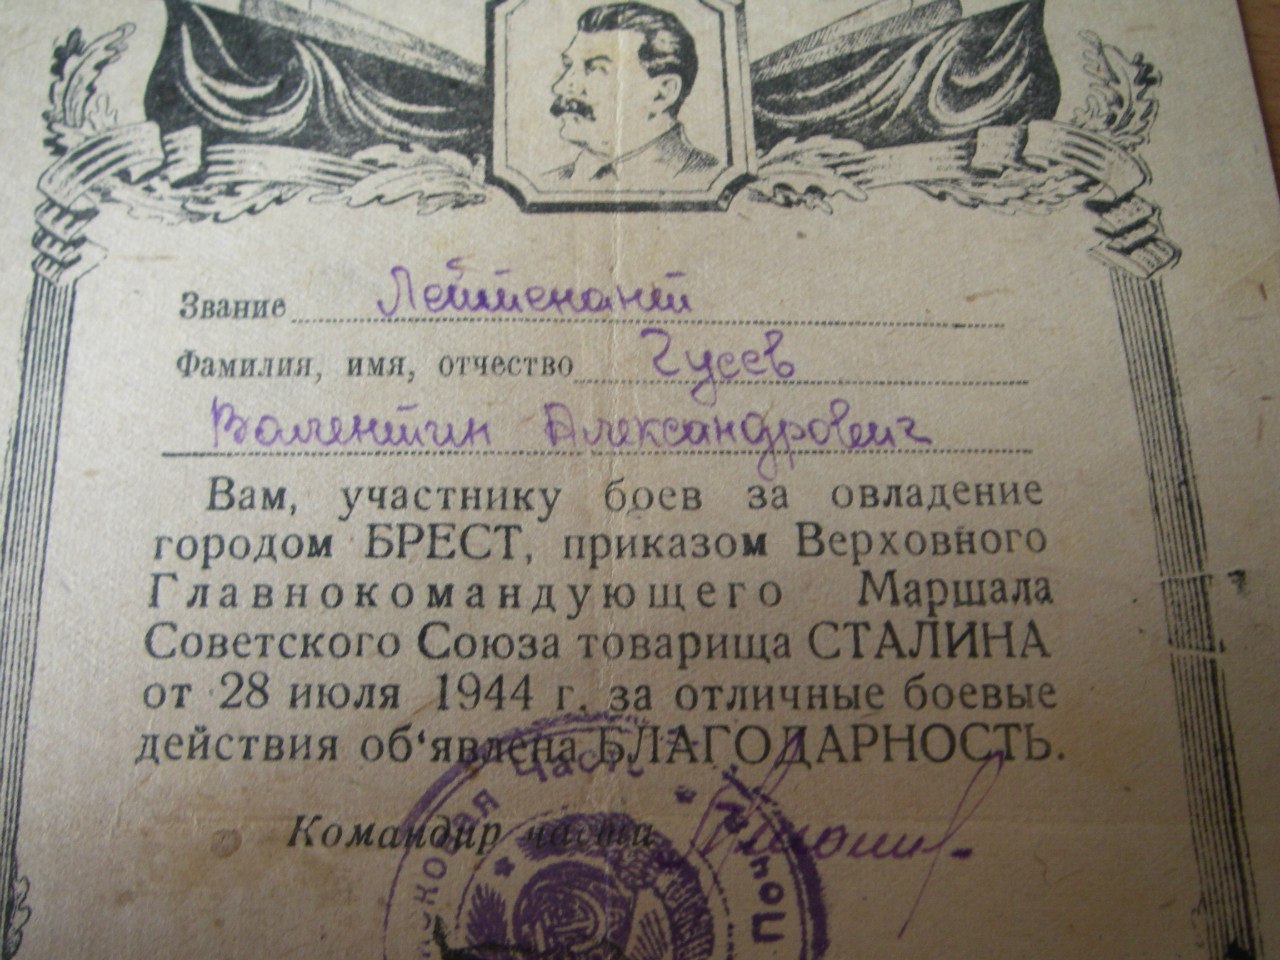 Звание Лейтенант
Фамилия, имя, отчество Гусев
Валентин Александрович
Вам, участнику боев за овладение
городом БРЕСТ, приказом Верховного
Главнокомандующего Маршала
Советского Союза товарища СТАЛИНА
от 28 июля 1944 г. за отличные боевые
действия об‘явлена БЛАГОДАРНОСТЬ.
Командир части
часть